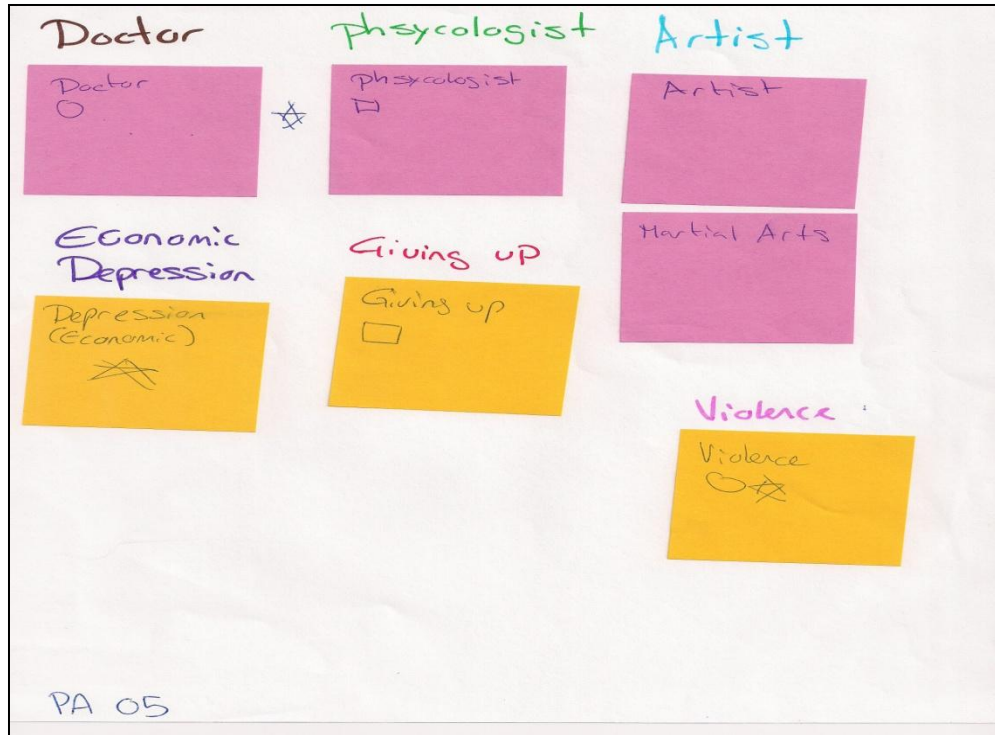 Doctor
phsycologist
Artist
Doctor
phsycologist
Artist
Martial Arts
Economic
Depression
Giving up
Depression
(Economic)
Giving up
Violence
Violence
PA 05